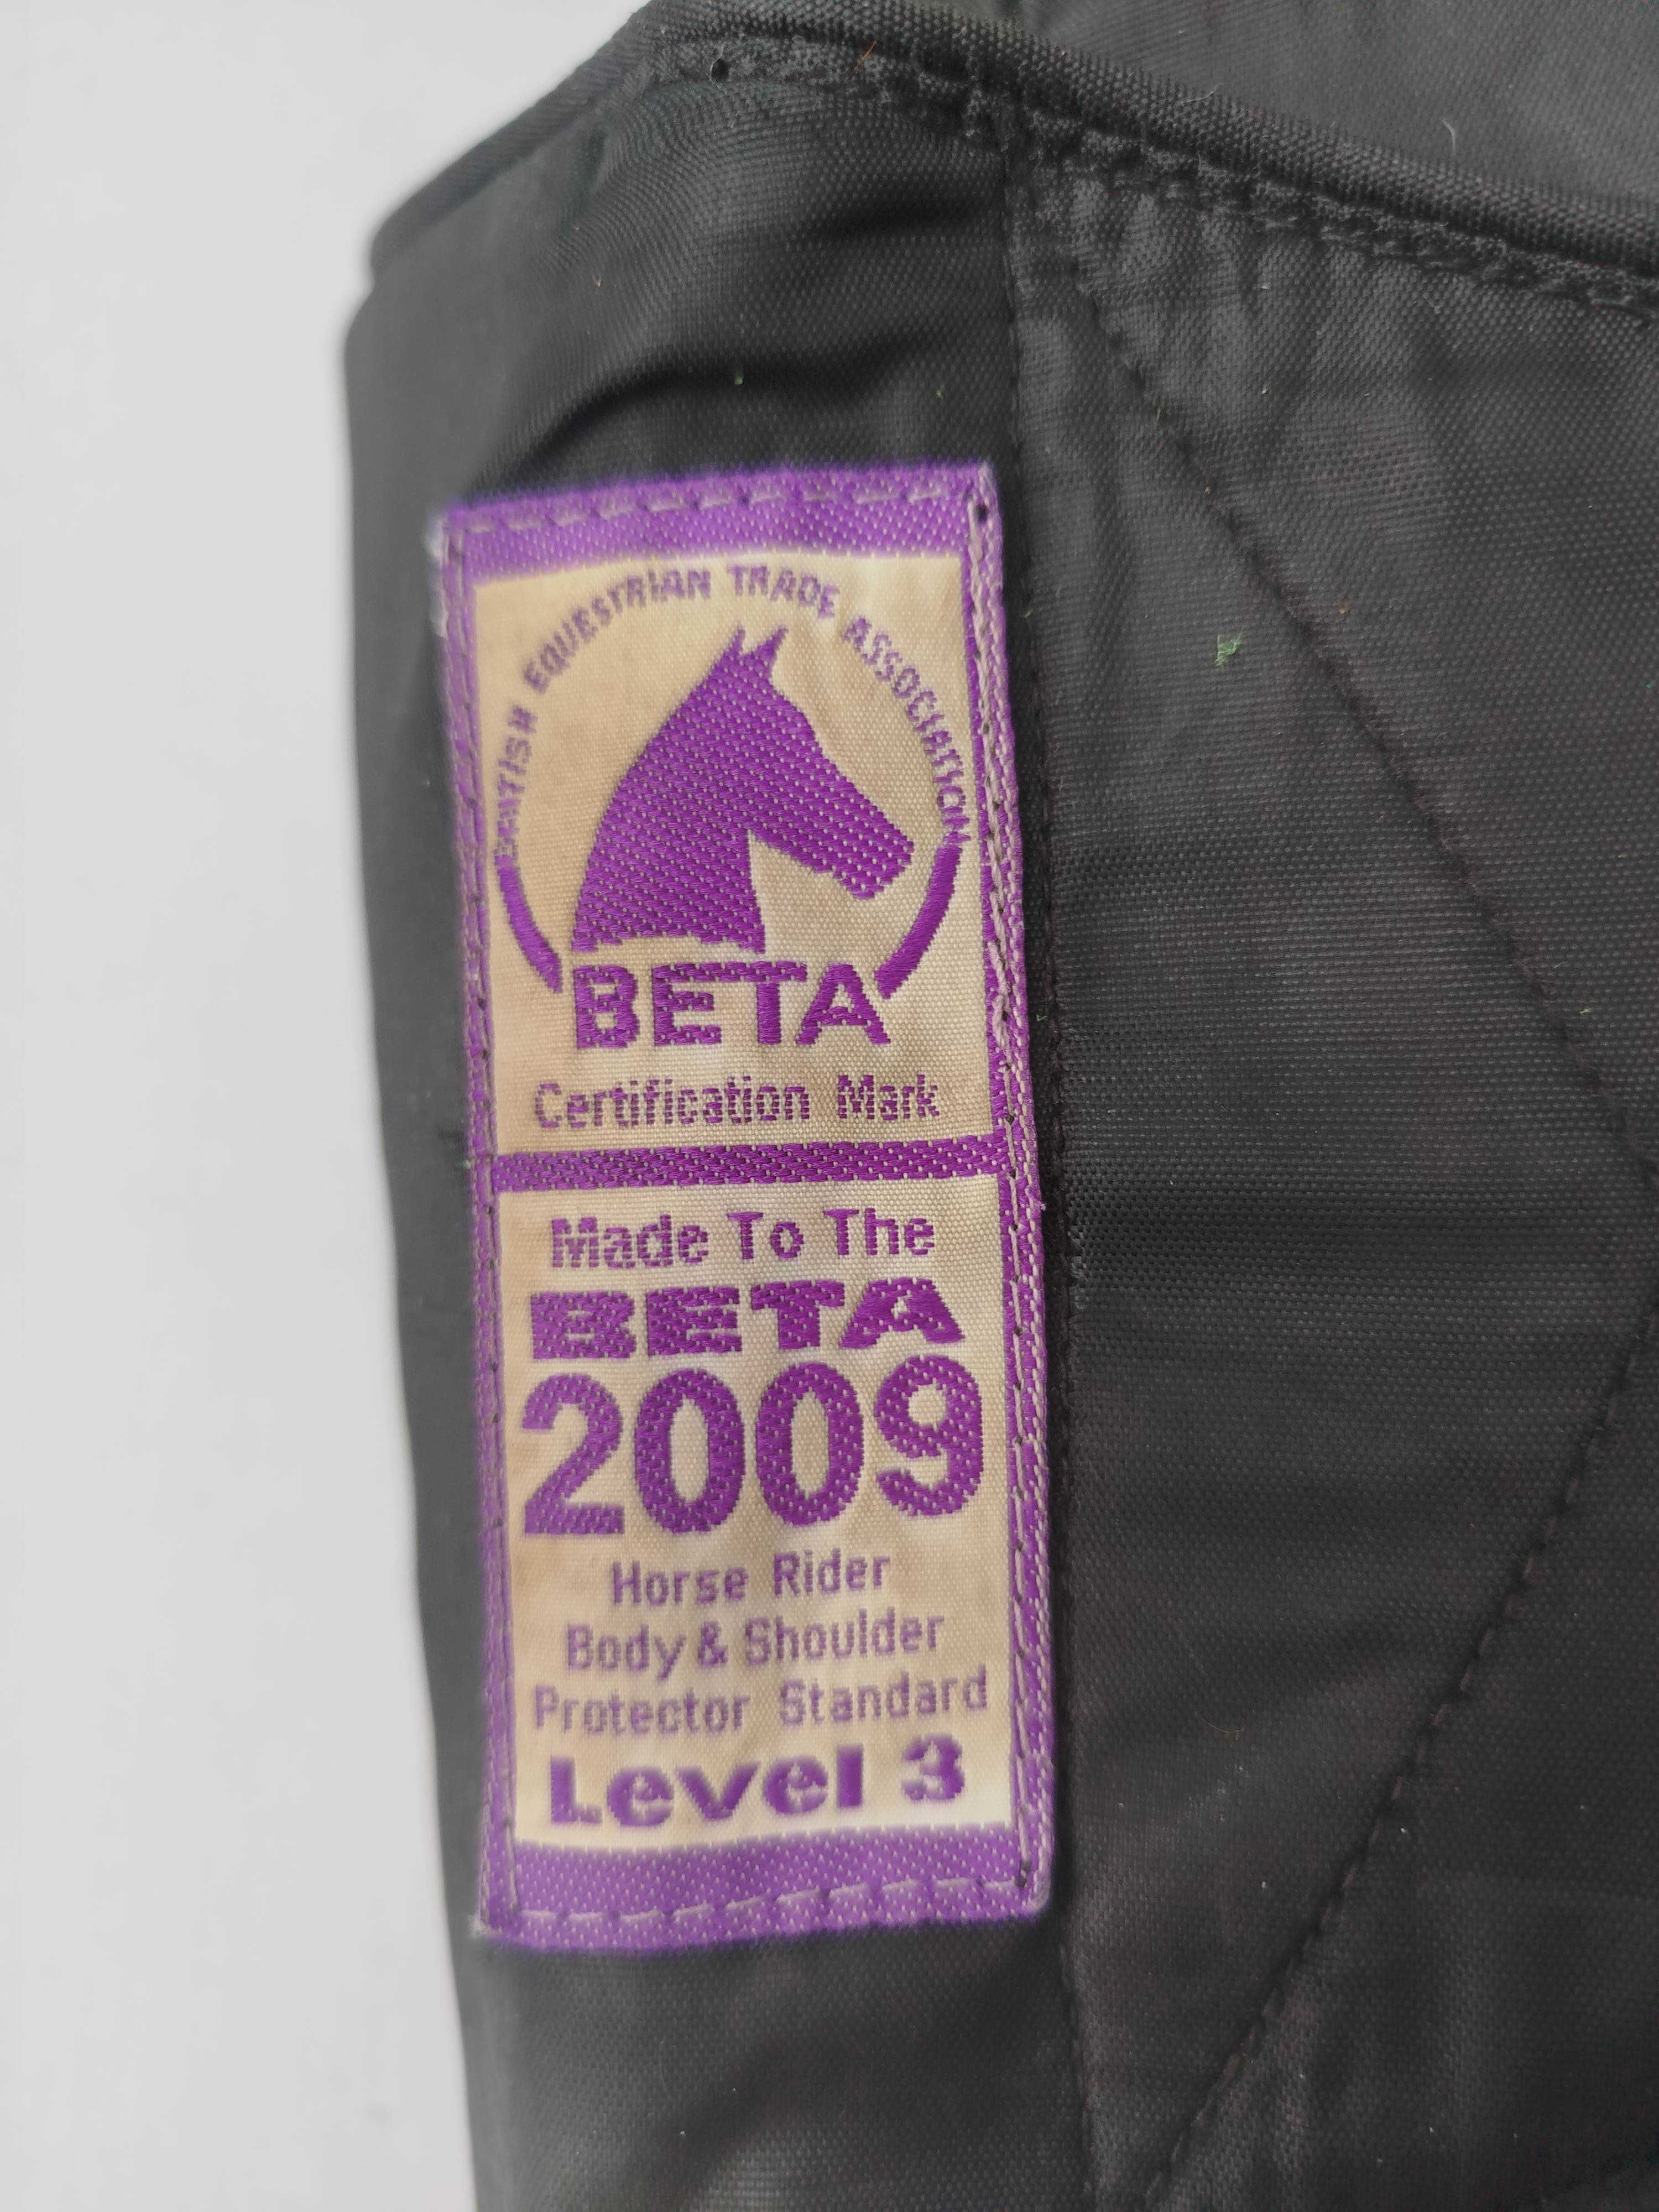 BRITISH EQUESTRIAN TRADE ASSOCIATION
BETA
Certification Mark
Made To The
BETA
2009
Horse Rider
Body & Shoulder
Protector Standard
Level 3